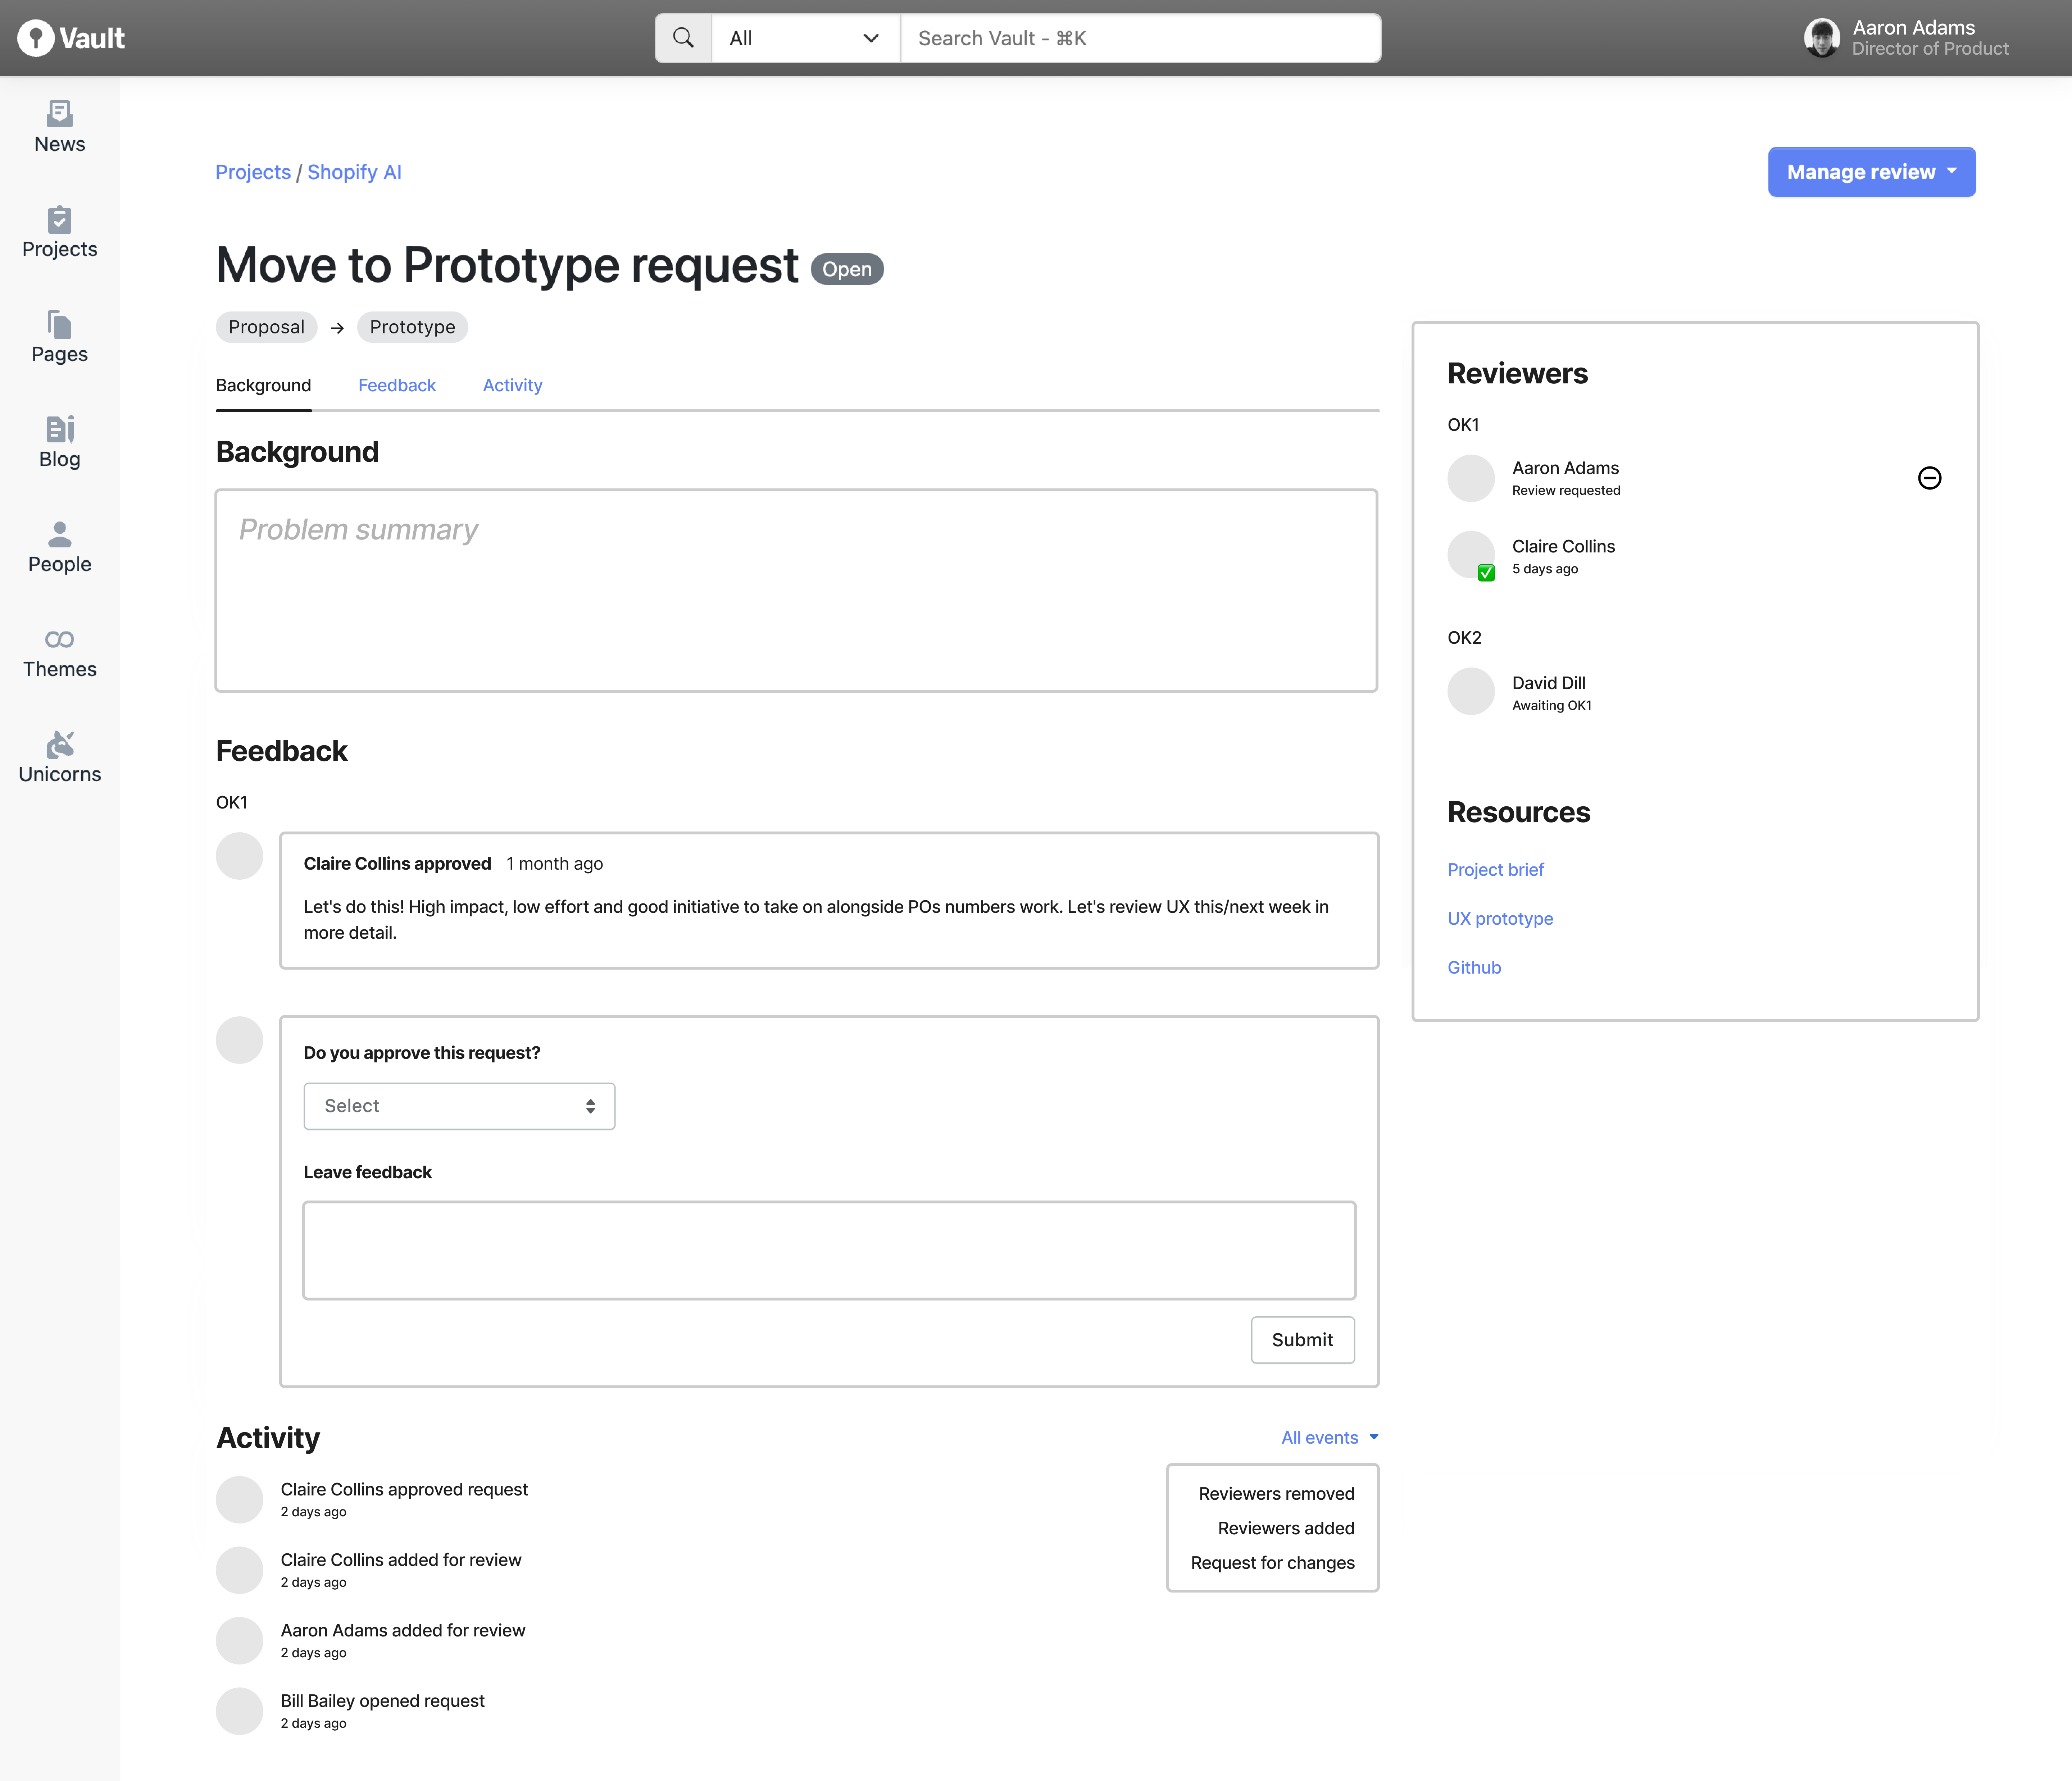 Vault
All
Search Vault - ⌘K
Aaron Adams
Director of Product
News
Projects
Pages
Blog
People
Themes
Unicorns
Projects / Shopify AI
Manage review
Move to Prototype request Open
Proposal → Prototype
Background Feedback Activity
Background
Problem summary
Feedback
OK1
Claire Collins approved 1 month ago
Let's do this! High impact, low effort and good initiative to take on alongside POs numbers work. Let's review UX this/next week in
more detail.
Do you approve this request?
Select
Leave feedback
Submit
Activity
All events
Reviewers removed
Reviewers added
Request for changes
Claire Collins approved request
2 days ago
Claire Collins added for review
2 days ago
Aaron Adams added for review
2 days ago
Bill Bailey opened request
2 days ago
Reviewers
OK1
Aaron Adams
Review requested
Claire Collins
5 days ago
OK2
David Dill
Awaiting OK1
Resources
Project brief
UX prototype
Github